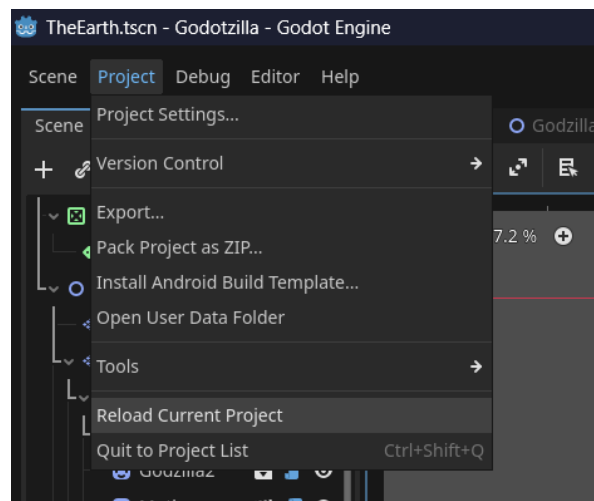 TheEarth.tscn - Godotzilla - Godot Engine
Scene Project Debug Editor Help
Scene
Godzilla
Project Settings...
Version Control
7.2 %
Export...
Pack Project as ZIP...
Install Android Build Template...
Open User Data Folder
Tools
Reload Current Project
Quit to Project List Ctrl+Shift+Q
Godzilla2